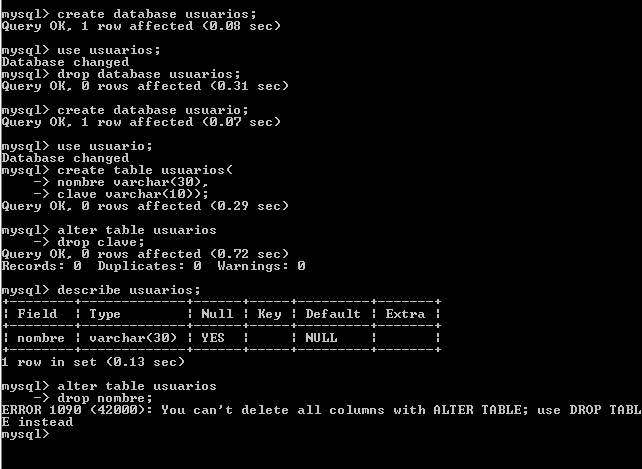 mysql> create database usuarios;
Query OK, 1 row affected (0.08 sec)
mysql> use usuarios;
Database changed
mysql> drop database usuarios;
Query OK, 0 rows affected (0.31 sec)
mysql> create database usuario;
Query OK, 1 row affected (0.07 sec)
mysql> use usuario;
Database changed
mysql> create table usuarios(
    -> nombre varchar(30),
    -> clave varchar(10));
Query OK, 0 rows affected (0.29 sec)
mysql> alter table usuarios
    -> drop clave;
Query OK, 0 rows affected (0.72 sec)
Records: 0  Duplicates: 0  Warnings: 0
mysql> describe usuarios;
+--------+-------------+------+-----+---------+-------+
| Field  | Type        | Null | Key | Default | Extra |
+--------+-------------+------+-----+---------+-------+
| nombre | varchar(30) | YES  |     | NULL    |       |
+--------+-------------+------+-----+---------+-------+
1 row in set (0.13 sec)
mysql> alter table usuarios
    -> drop nombre;
ERROR 1090 (42000): You can't delete all columns with ALTER TABLE; use DROP TABL
E instead
mysql>